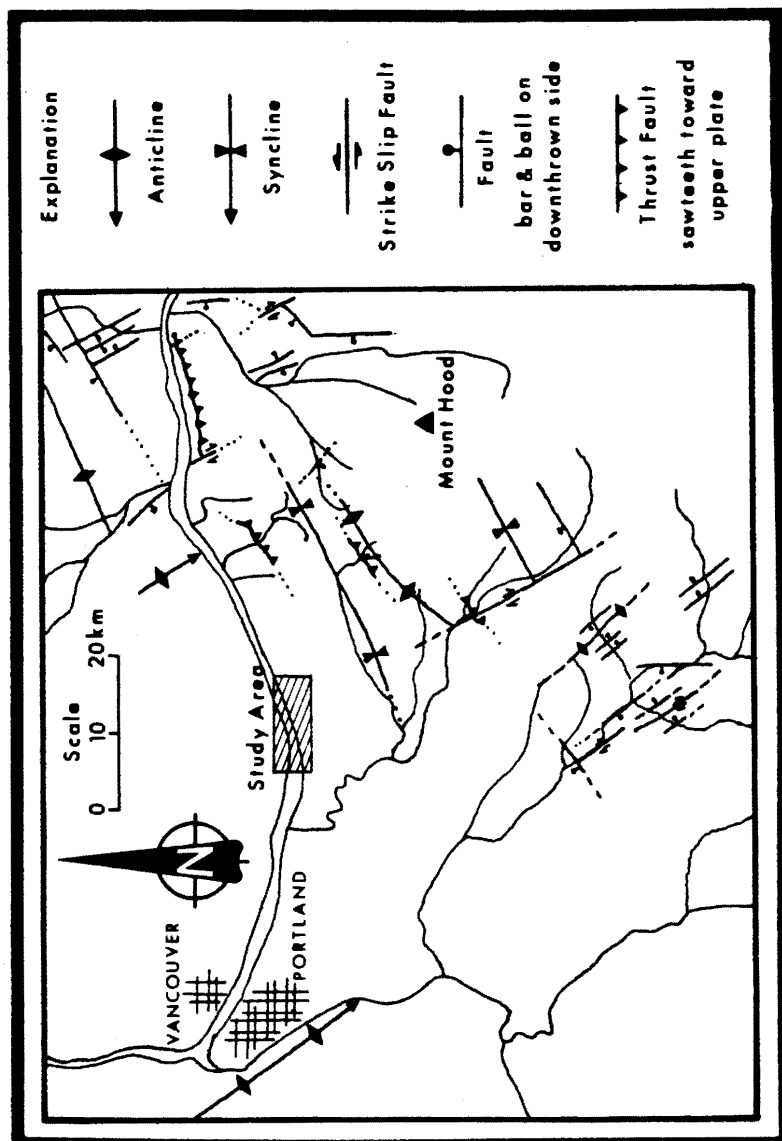 Explanation
Anticline
Syncline
Strike Slip Fault
Fault
bar & ball on
downthrown side
Thrust Fault
sawteeth toward
upper plate
Scale
0 10 20km
N
VANCOUVER
PORTLAND
Study Area
Mount Hood